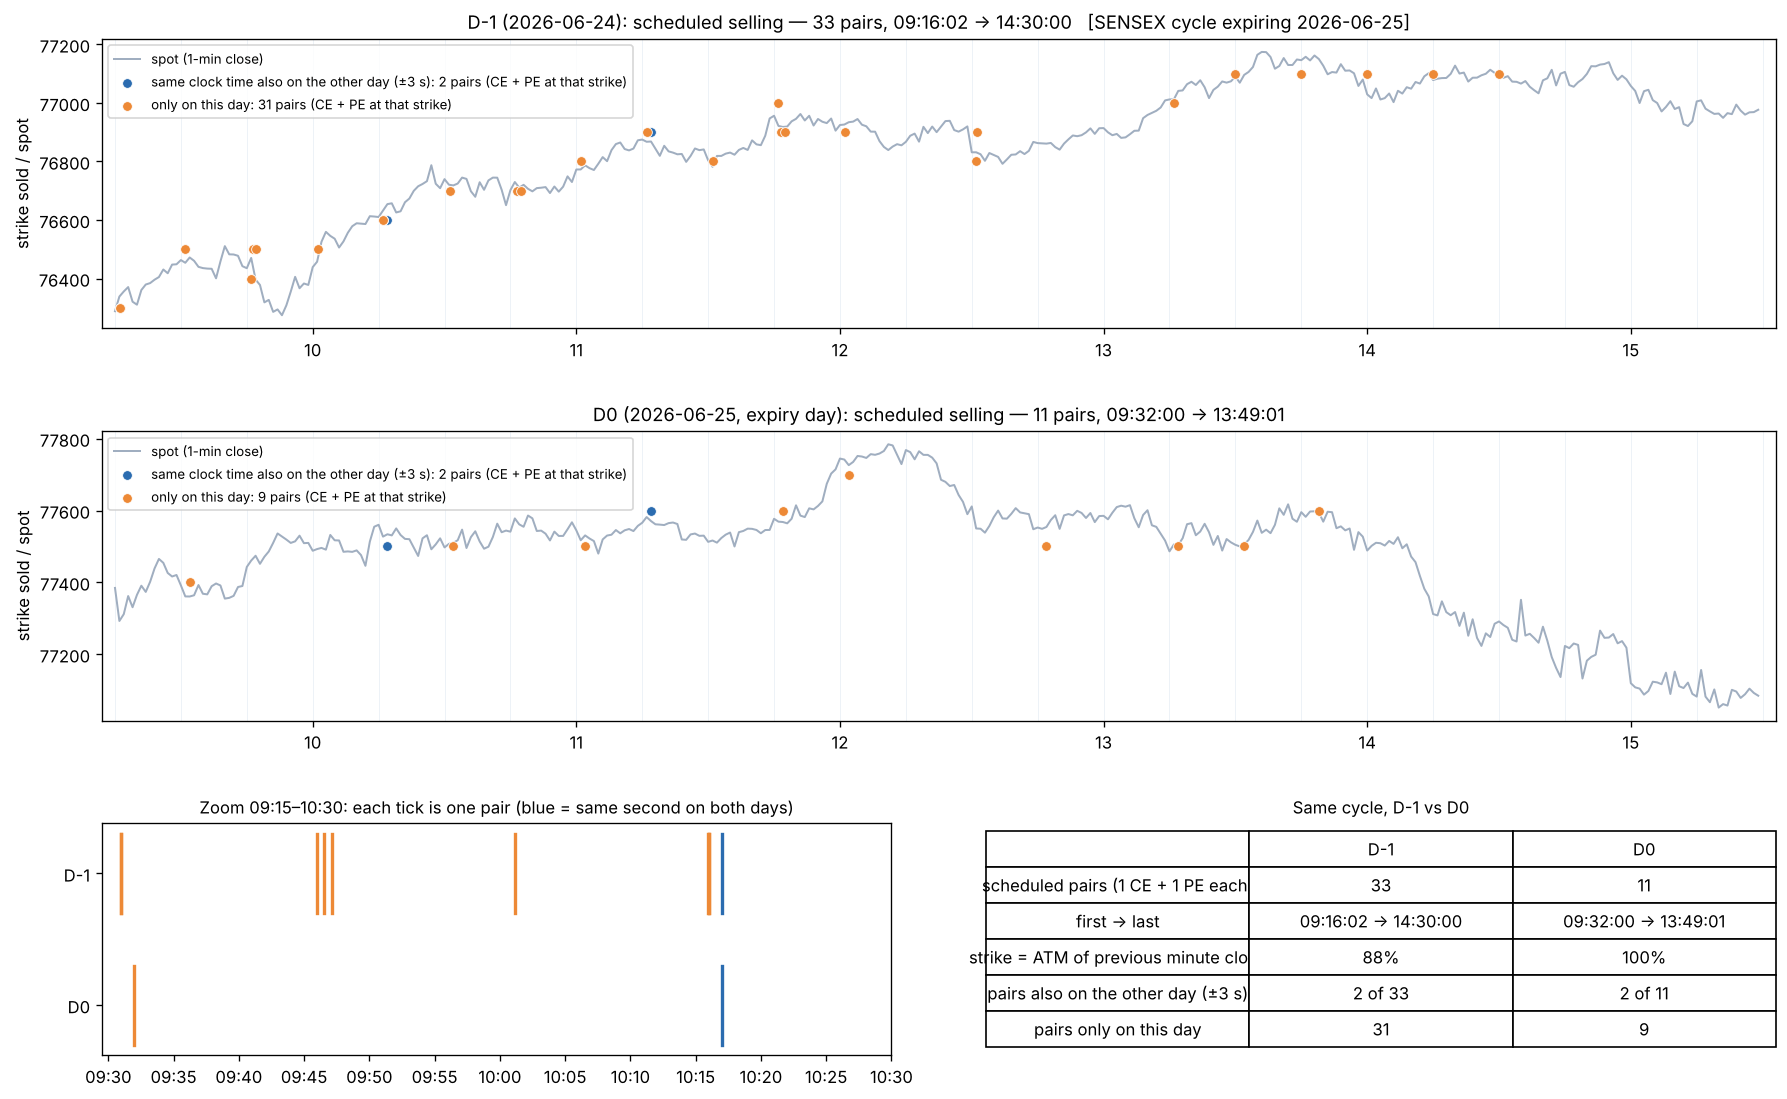 D-1 (2026-06-24): scheduled selling — 33 pairs, 09:16:02 → 14:30:00   [SENSEX cycle expiring 2026-06-25]
spot (1-min close)
same clock time also on the other day (±3 s): 2 pairs (CE + PE at that strike)
only on this day: 31 pairs (CE + PE at that strike)
strike sold / spot
77200
77000
76800
76600
76400
10 11 12 13 14 15
D0 (2026-06-25, expiry day): scheduled selling — 11 pairs, 09:32:00 → 13:49:01
spot (1-min close)
same clock time also on the other day (±3 s): 2 pairs (CE + PE at that strike)
only on this day: 9 pairs (CE + PE at that strike)
strike sold / spot
77800
77600
77400
77200
10 11 12 13 14 15
Zoom 09:15–10:30: each tick is one pair (blue = same second on both days)
D-1
D0
09:30 09:35 09:40 09:45 09:50 09:55 10:00 10:05 10:10 10:15 10:20 10:25 10:30
Same cycle, D-1 vs D0
D-1 D0
scheduled pairs (1 CE + 1 PE each 33 11
first → last 09:16:02 → 14:30:00 09:32:00 → 13:49:01
strike = ATM of previous minute clo 88% 100%
pairs also on the other day (±3 s) 2 of 33 2 of 11
pairs only on this day 31 9